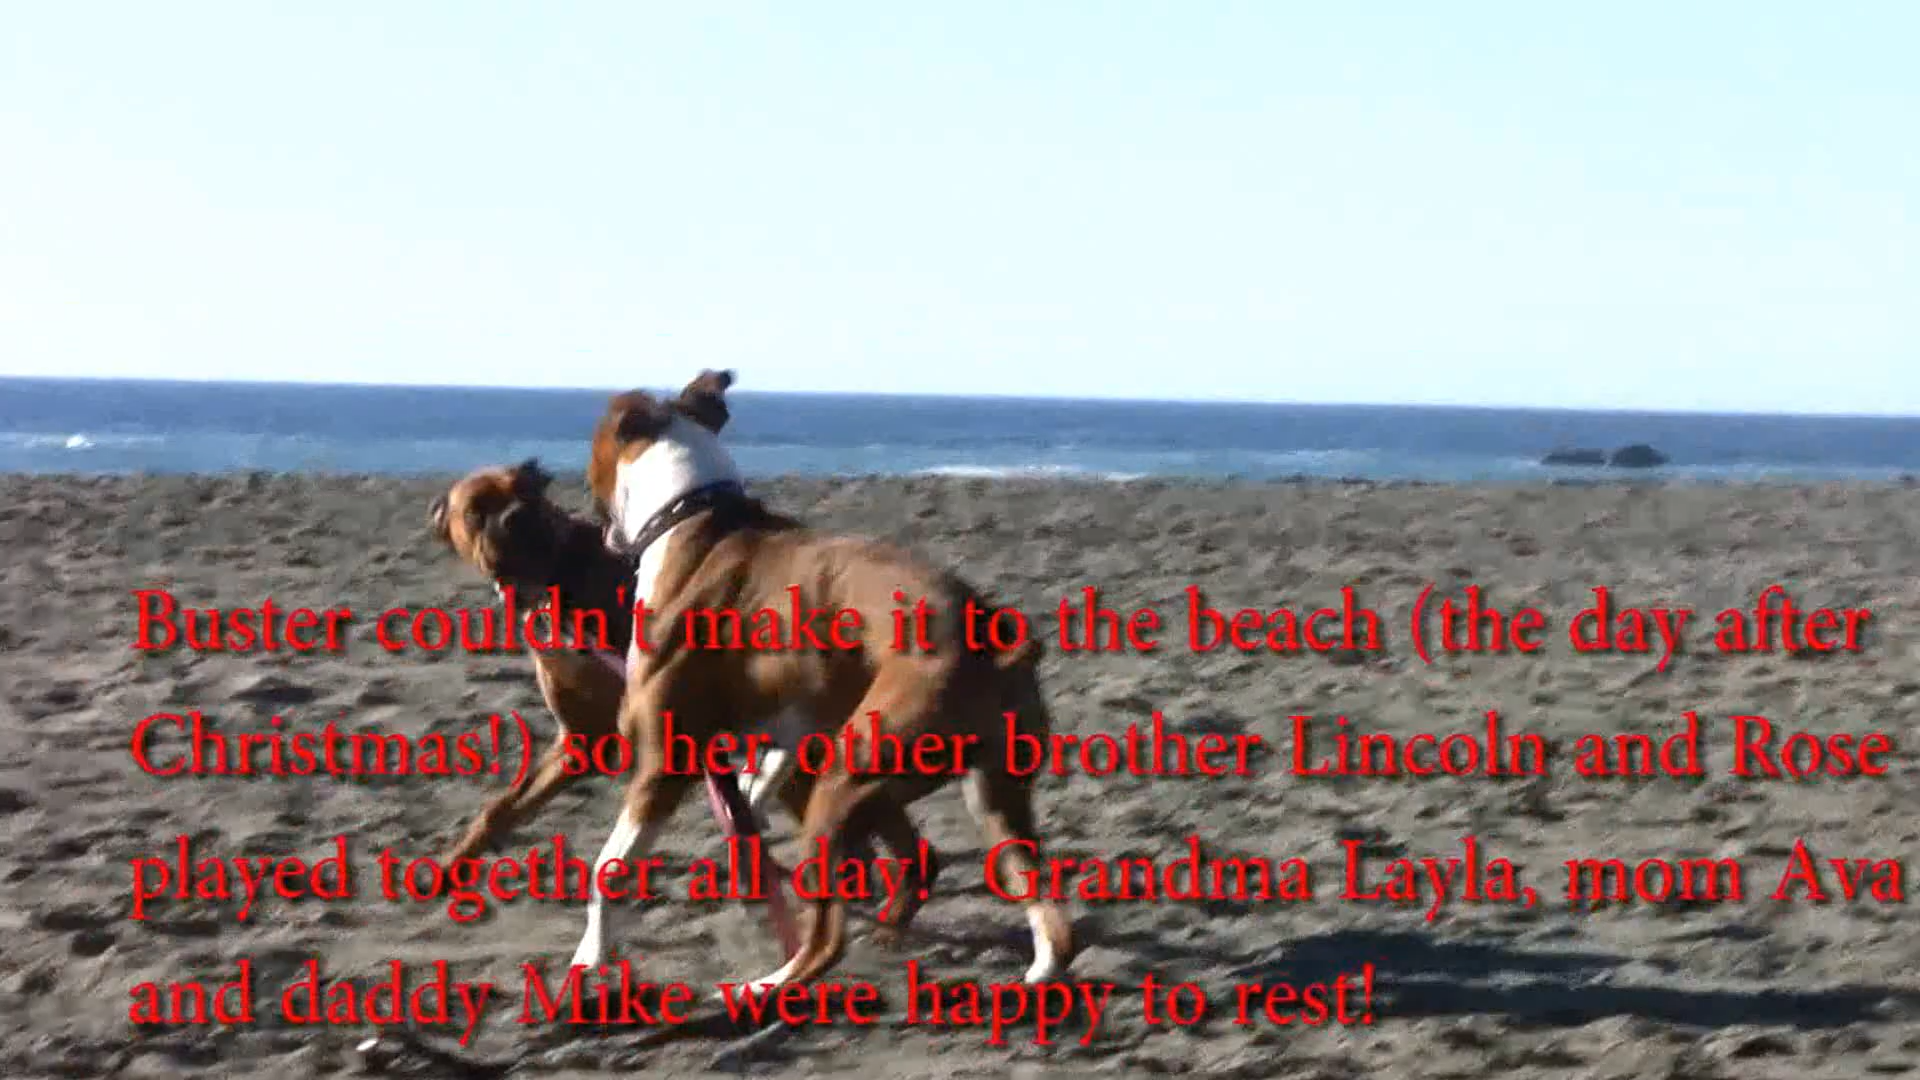 Buster couldn't make it to the beach (the day after
Christmas!) so her other brother Lincoln and Rose
played together all day!  Grandma Layla, mom Ava
and daddy Mike were happy to rest!